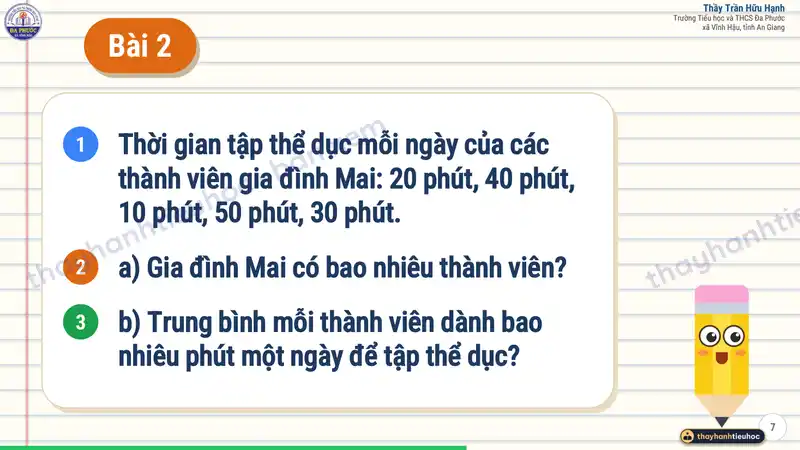 Thầy Trần Hữu Hạnh
Trường Tiểu học và THCS Đa Phước
xã Vĩnh Hậu, tỉnh An Giang
ĐA PHƯỚC
Bài 2
1
Thời gian tập thể dục mỗi ngày của các
thành viên gia đình Mai: 20 phút, 40 phút,
10 phút, 50 phút, 30 phút.
2
a) Gia đình Mai có bao nhiêu thành viên?
3
b) Trung bình mỗi thành viên dành bao
nhiêu phút một ngày để tập thể dục?
thayhanhtieuhoc
7